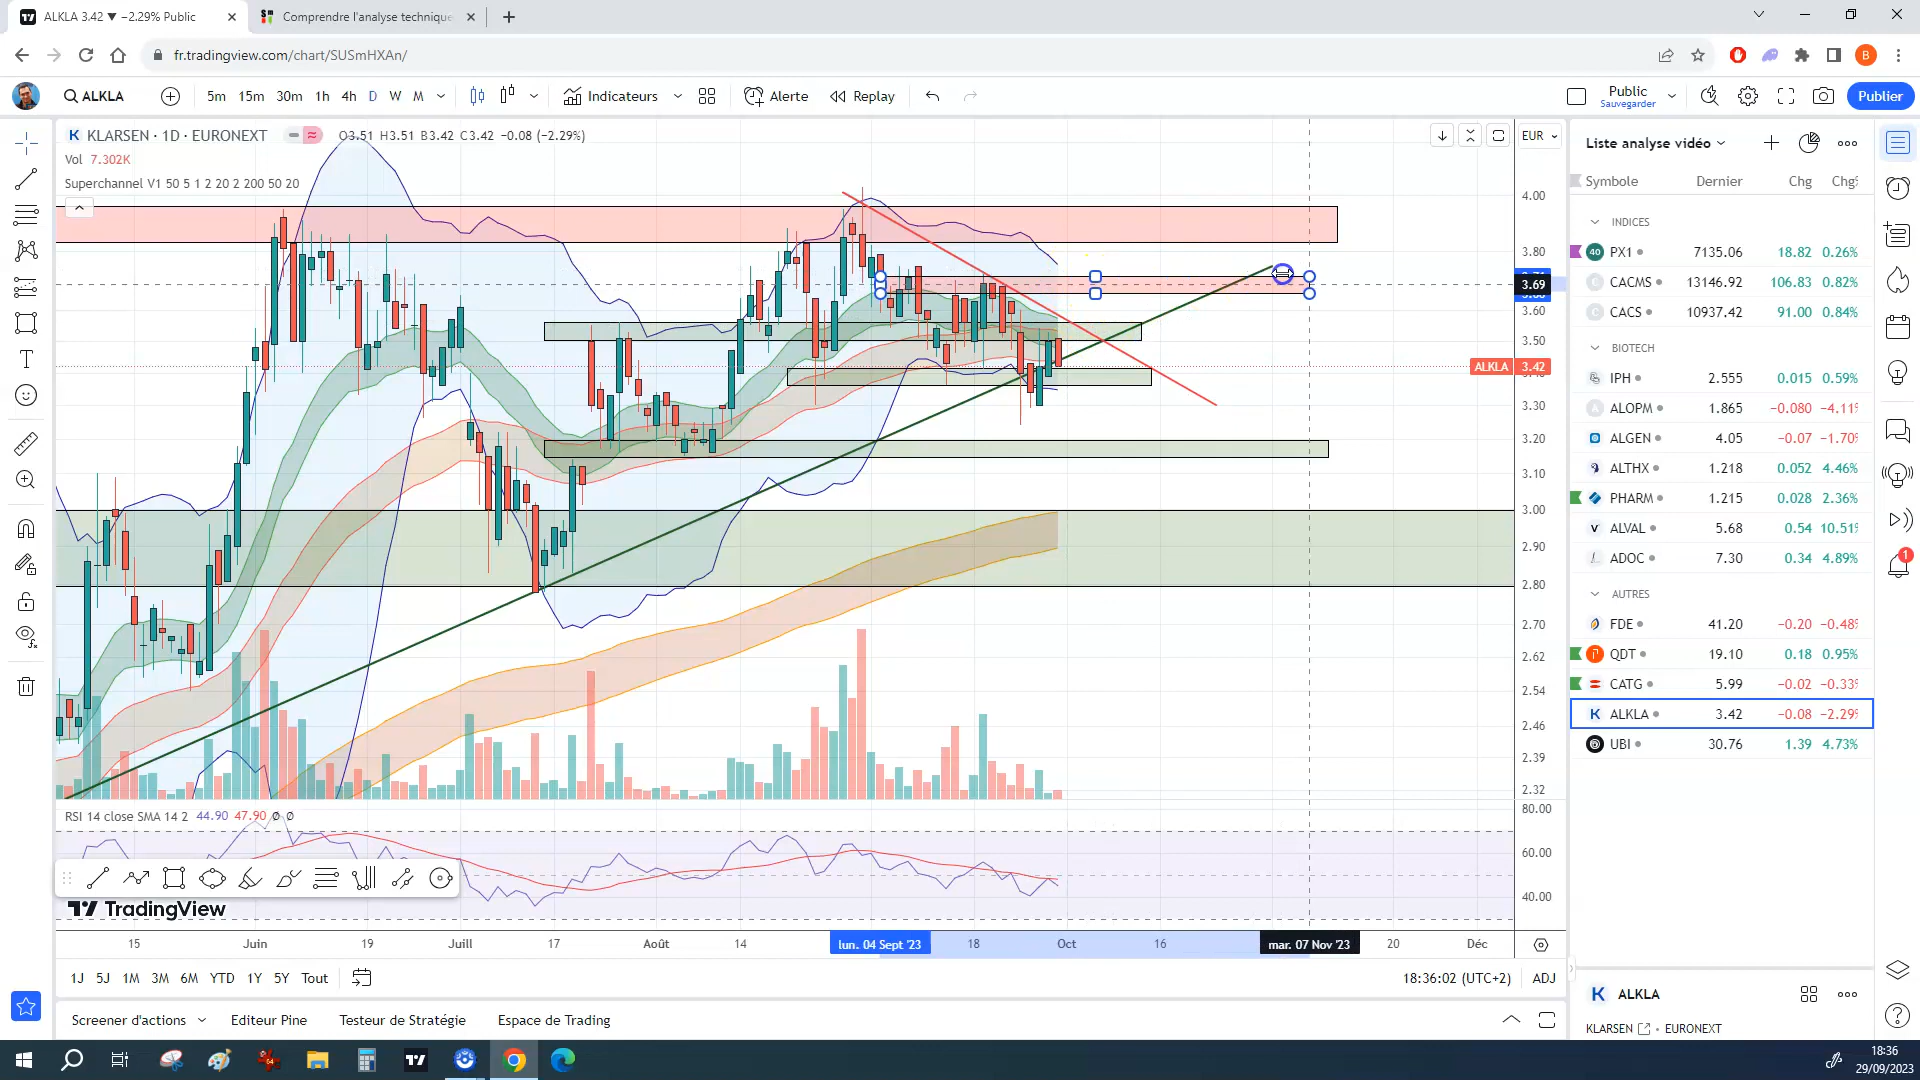 ALKLA 3.42 ▼ −2.29% Public
Comprendre l'analyse technique
fr.tradingview.com/chart/SUSmHXAn/
B
ALKLA
5m 15m 30m 1h 4h D W M
Indicateurs
Alerte
Replay
Public
Sauvegarder
Publier
K KLARSEN · 1D · EURONEXT
O3.51 H3.51 B3.42 C3.42 −0.08 (−2.29%)
EUR
Vol 7.302K
Superchannel V1 50 5 1 2 20 2 200 50 20
4.00
3.80
3.69
3.60
3.50
ALKLA 3.42
3.30
3.20
3.10
3.00
2.90
2.80
2.70
2.62
2.54
2.46
2.39
2.32
RSI 14 close SMA 14 2 44.90 47.90 Ø Ø
80.00
60.00
40.00
TradingView
15 Juin 19 Juill 17 Août 14 lun. 04 Sept '23 18 Oct 16 mar. 07 Nov '23 20 Déc
1J 5J 1M 3M 6M YTD 1Y 5Y Tout
18:36:02 (UTC+2) ADJ
Screener d'actions Editeur Pine Testeur de Stratégie Espace de Trading
Liste analyse vidéo
Symbole Dernier Chg Chg%
INDICES
40 PX1 7135.06 18.82 0.26%
C CACMS 13146.92 106.83 0.82%
C CACS 10937.42 91.00 0.84%
BIOTECH
IPH 2.555 0.015 0.59%
A ALOPM 1.865 −0.080 −4.11%
ALGEN 4.05 −0.07 −1.70%
ALTHX 1.218 0.052 4.46%
PHARM 1.215 0.028 2.36%
V ALVAL 5.68 0.54 10.51%
ADOC 7.30 0.34 4.89%
AUTRES
FDE 41.20 −0.20 −0.48%
QDT 19.10 0.18 0.95%
CATG 5.99 −0.02 −0.33%
K ALKLA 3.42 −0.08 −2.29%
UBI 30.76 1.39 4.73%
1
K ALKLA
KLARSEN • EURONEXT
18:36
29/09/2023